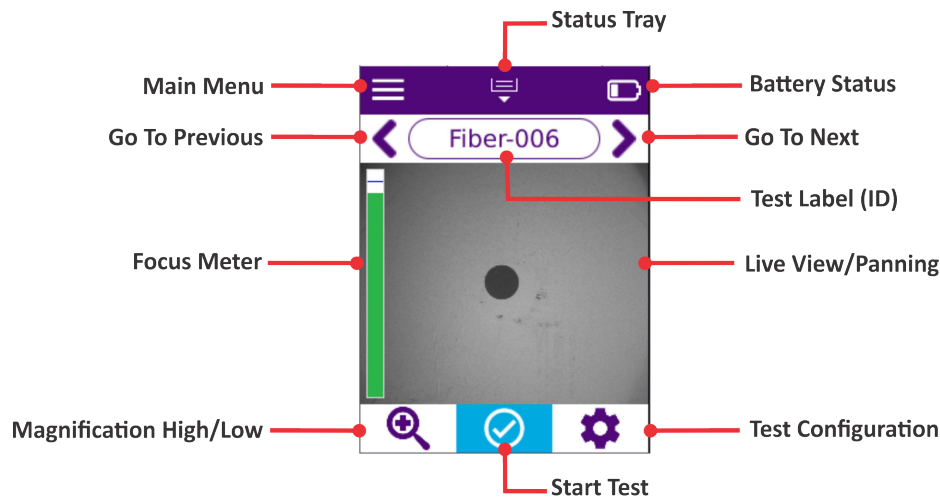 Status Tray
Main Menu
Battery Status
Go To Previous
Fiber-006
Go To Next
Test Label (ID)
Focus Meter
Live View/Panning
Magnification High/Low
Test Configuration
Start Test